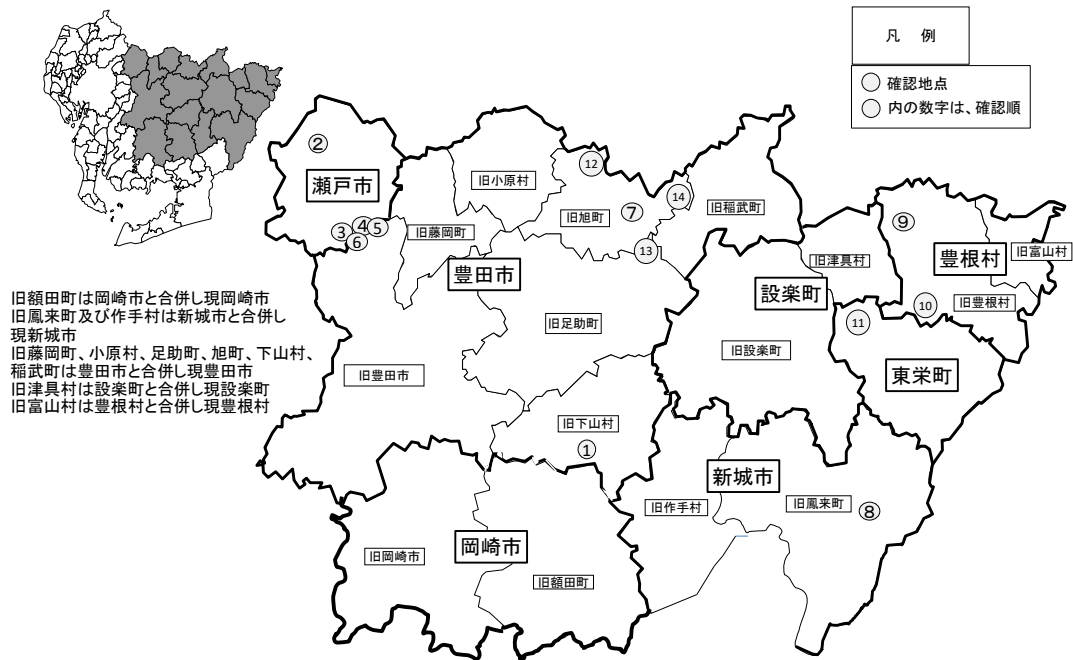 凡 例
確認地点
内の数字は、確認順
②
瀬戸市
③
④
⑤
⑥
旧藤岡町
旧小原村
⑫
旧旭町
⑦
⑭
⑬
旧稲武町
豊田市
旧足助町
旧豊田市
旧下山村
①
旧津具村
設楽町
旧設楽町
⑨
豊根村
旧富山村
旧豊根村
⑩
⑪
東栄町
新城市
旧作手村
旧鳳来町
⑧
岡崎市
旧岡崎市
旧額田町
旧額田町は岡崎市と合併し現岡崎市
旧鳳来町及び作手村は新城市と合併し
現新城市
旧藤岡町、小原村、足助町、旭町、下山村、
稲武町は豊田市と合併し現豊田市
旧津具村は設楽町と合併し現設楽町
旧富山村は豊根村と合併し現豊根村